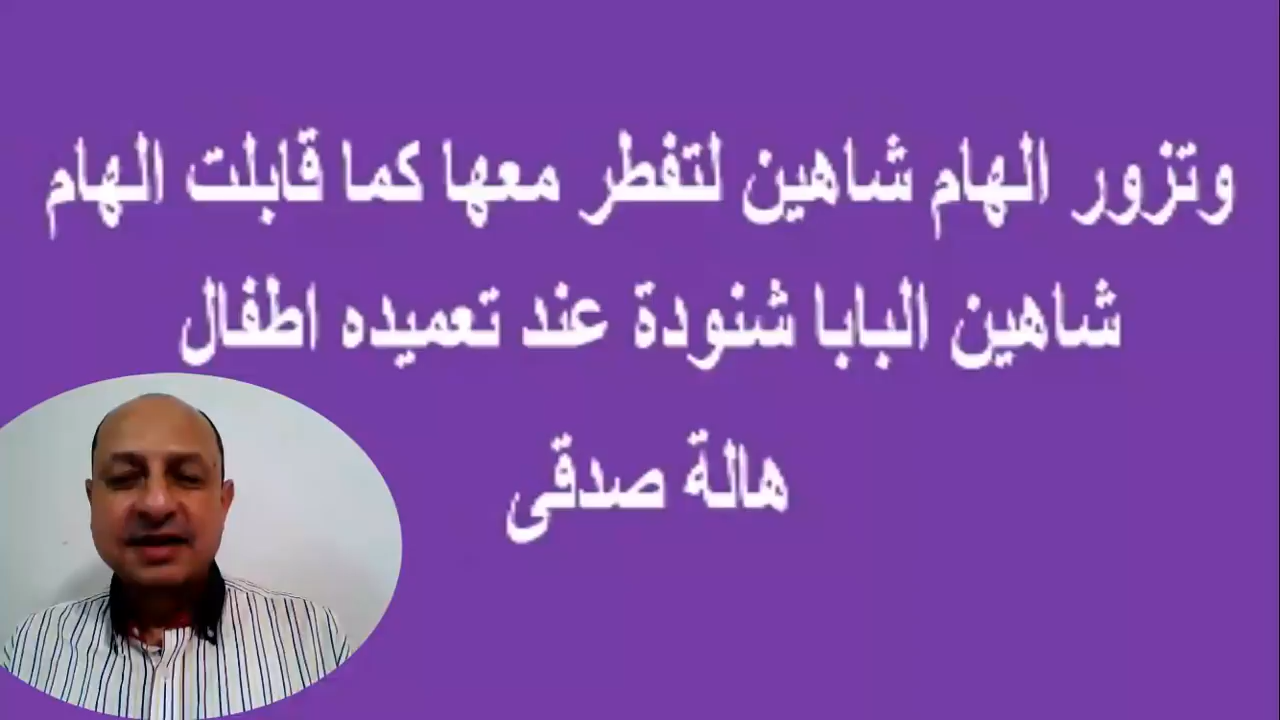 وتزور الهام شاهين لتفطر معها كما قابلت الهام
شاهين البابا شنودة عند تعميده اطفال
هالة صدقى